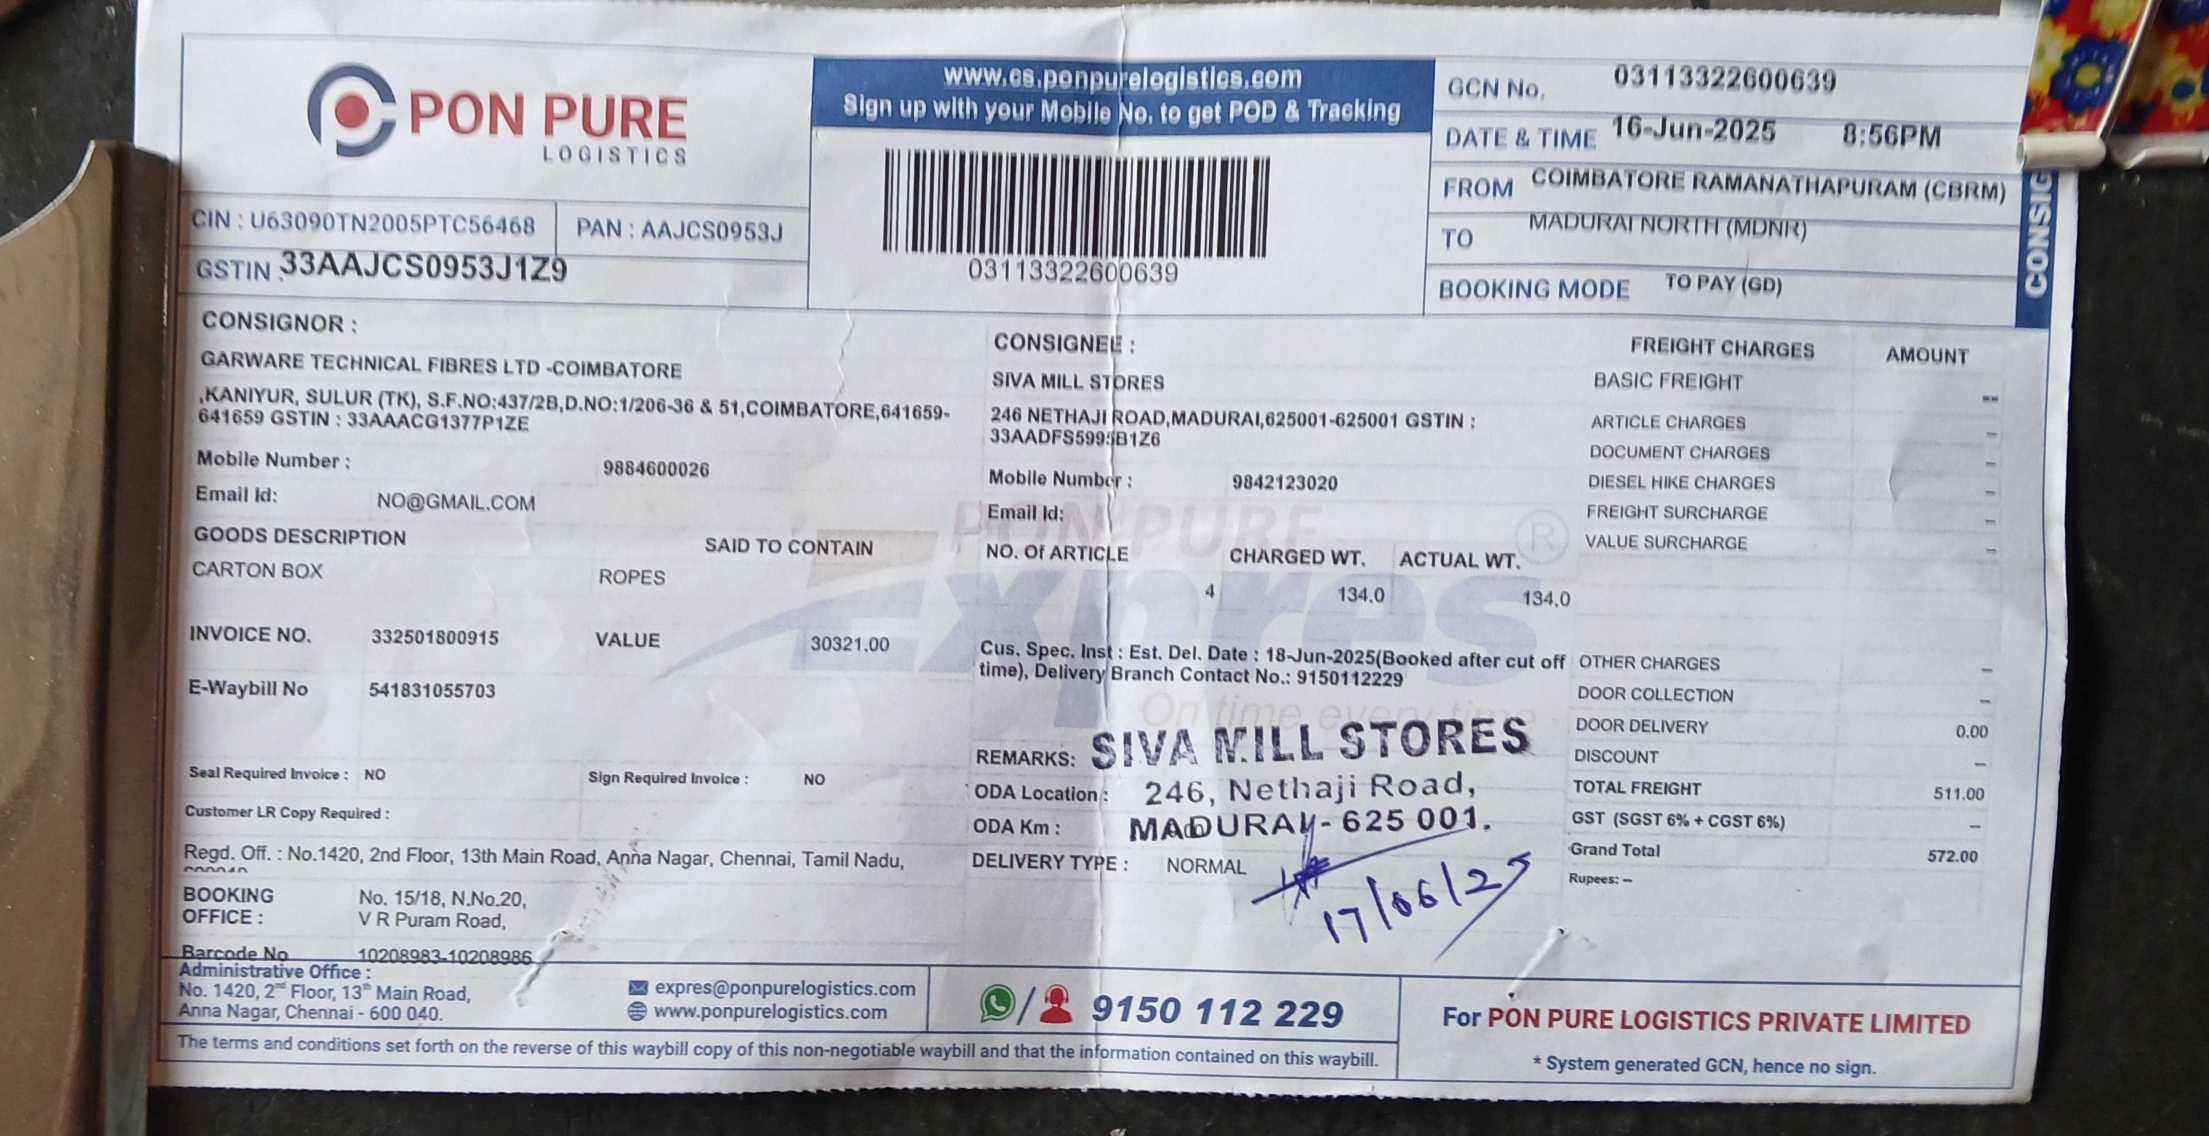 PON PURE
LOGISTICS
www.cs.ponpurelogistics.com
Sign up with your Mobile No. to get POD & Tracking
03113322600639
GCN No. 03113322600639
DATE & TIME 16-Jun-2025 8:56PM
FROM COIMBATORE RAMANATHAPURAM (CBRM)
TO MADURAI NORTH (MDNR)
BOOKING MODE TO PAY (GD)
CONSIG
CIN : U63090TN2005PTC56468 PAN : AAJCS0953J
GSTIN : 33AAJCS0953J1Z9
CONSIGNOR :
GARWARE TECHNICAL FIBRES LTD -COIMBATORE
,KANIYUR, SULUR (TK), S.F.NO:437/2B,D.NO:1/206-36 & 51,COIMBATORE,641659-
641659 GSTIN : 33AAACG1377P1ZE
Mobile Number : 9884600026
Email Id: NO@GMAIL.COM
GOODS DESCRIPTION SAID TO CONTAIN
CARTON BOX ROPES
INVOICE NO. 332501800915 VALUE 30321.00
E-Waybill No 541831055703
Seal Required Invoice : NO Sign Required Invoice : NO
Customer LR Copy Required :
Regd. Off. : No.1420, 2nd Floor, 13th Main Road, Anna Nagar, Chennai, Tamil Nadu,
BOOKING OFFICE : No. 15/18, N.No.20,
V R Puram Road,
Barcode No 10208983-10208986
CONSIGNEE :
SIVA MILL STORES
246 NETHAJI ROAD,MADURAI,625001-625001 GSTIN :
33AADFS5995B1Z6
Mobile Number : 9842123020
Email Id:
NO. Of ARTICLE CHARGED WT. ACTUAL WT.
4 134.0 134.0
Cus. Spec. Inst : Est. Del. Date : 18-Jun-2025(Booked after cut off
time), Delivery Branch Contact No.: 9150112229
REMARKS:
ODA Location :
ODA Km :
DELIVERY TYPE : NORMAL
SIVA MILL STORES
246, Nethaji Road,
MADURAI - 625 001.
17/06/25
PON PURE
Expres ®
On time every time
FREIGHT CHARGES AMOUNT
BASIC FREIGHT --
ARTICLE CHARGES --
DOCUMENT CHARGES --
DIESEL HIKE CHARGES --
FREIGHT SURCHARGE --
VALUE SURCHARGE --
OTHER CHARGES --
DOOR COLLECTION --
DOOR DELIVERY 0.00
DISCOUNT --
TOTAL FREIGHT 511.00
GST (SGST 6% + CGST 6%) --
Grand Total 572.00
Rupees: --
Administrative Office :
No. 1420, 2nd Floor, 13th Main Road,
Anna Nagar, Chennai - 600 040.
expres@ponpurelogistics.com
www.ponpurelogistics.com
9150 112 229
For PON PURE LOGISTICS PRIVATE LIMITED
* System generated GCN, hence no sign.
The terms and conditions set forth on the reverse of this waybill copy of this non-negotiable waybill and that the information contained on this waybill.